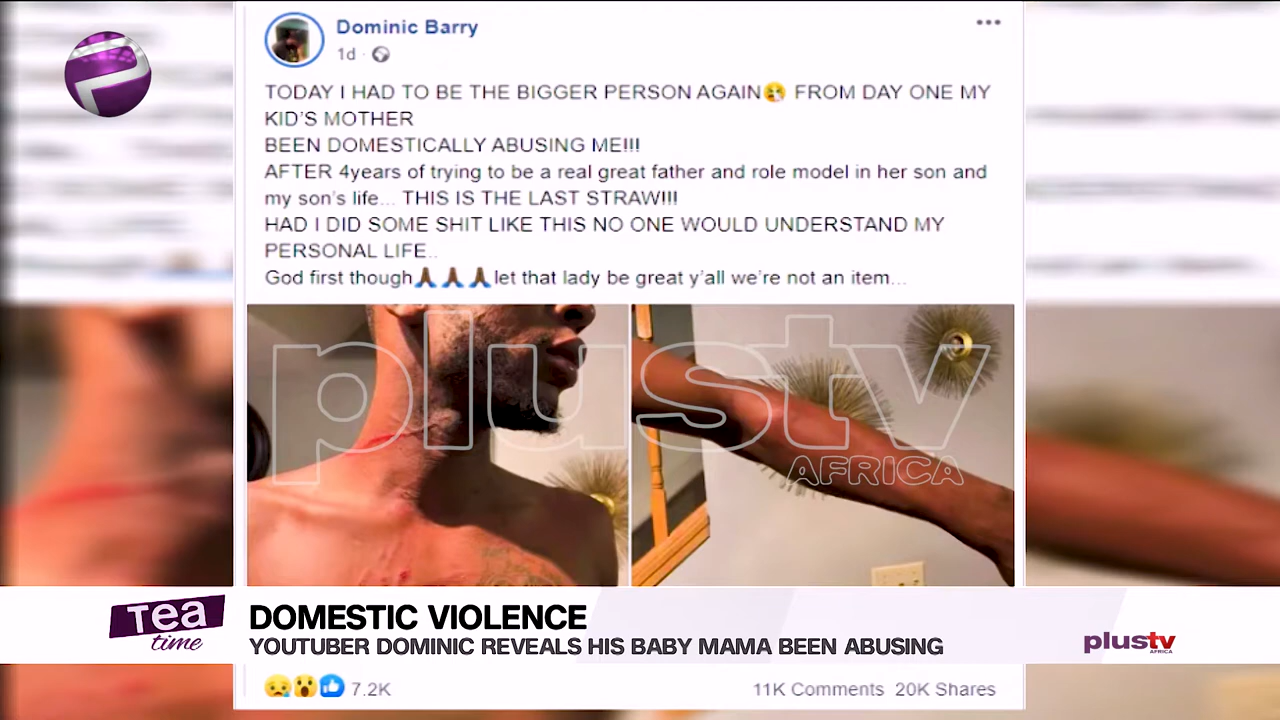 Dominic Barry
1d ·
TODAY I HAD TO BE THE BIGGER PERSON AGAIN🤧 FROM DAY ONE MY
KID'S MOTHER
BEEN DOMESTICALLY ABUSING ME!!!
AFTER 4years of trying to be a real great father and role model in her son and
my son's life... THIS IS THE LAST STRAW!!!
HAD I DID SOME SHIT LIKE THIS NO ONE WOULD UNDERSTAND MY
PERSONAL LIFE..
God first though🙏🏾🙏🏾🙏🏾let that lady be great y'all we're not an item...
plustv
AFRICA
Tea
time
DOMESTIC VIOLENCE
YOUTUBER DOMINIC REVEALS HIS BABY MAMA BEEN ABUSING
plustv
AFRICA
7.2K
11K Comments 20K Shares